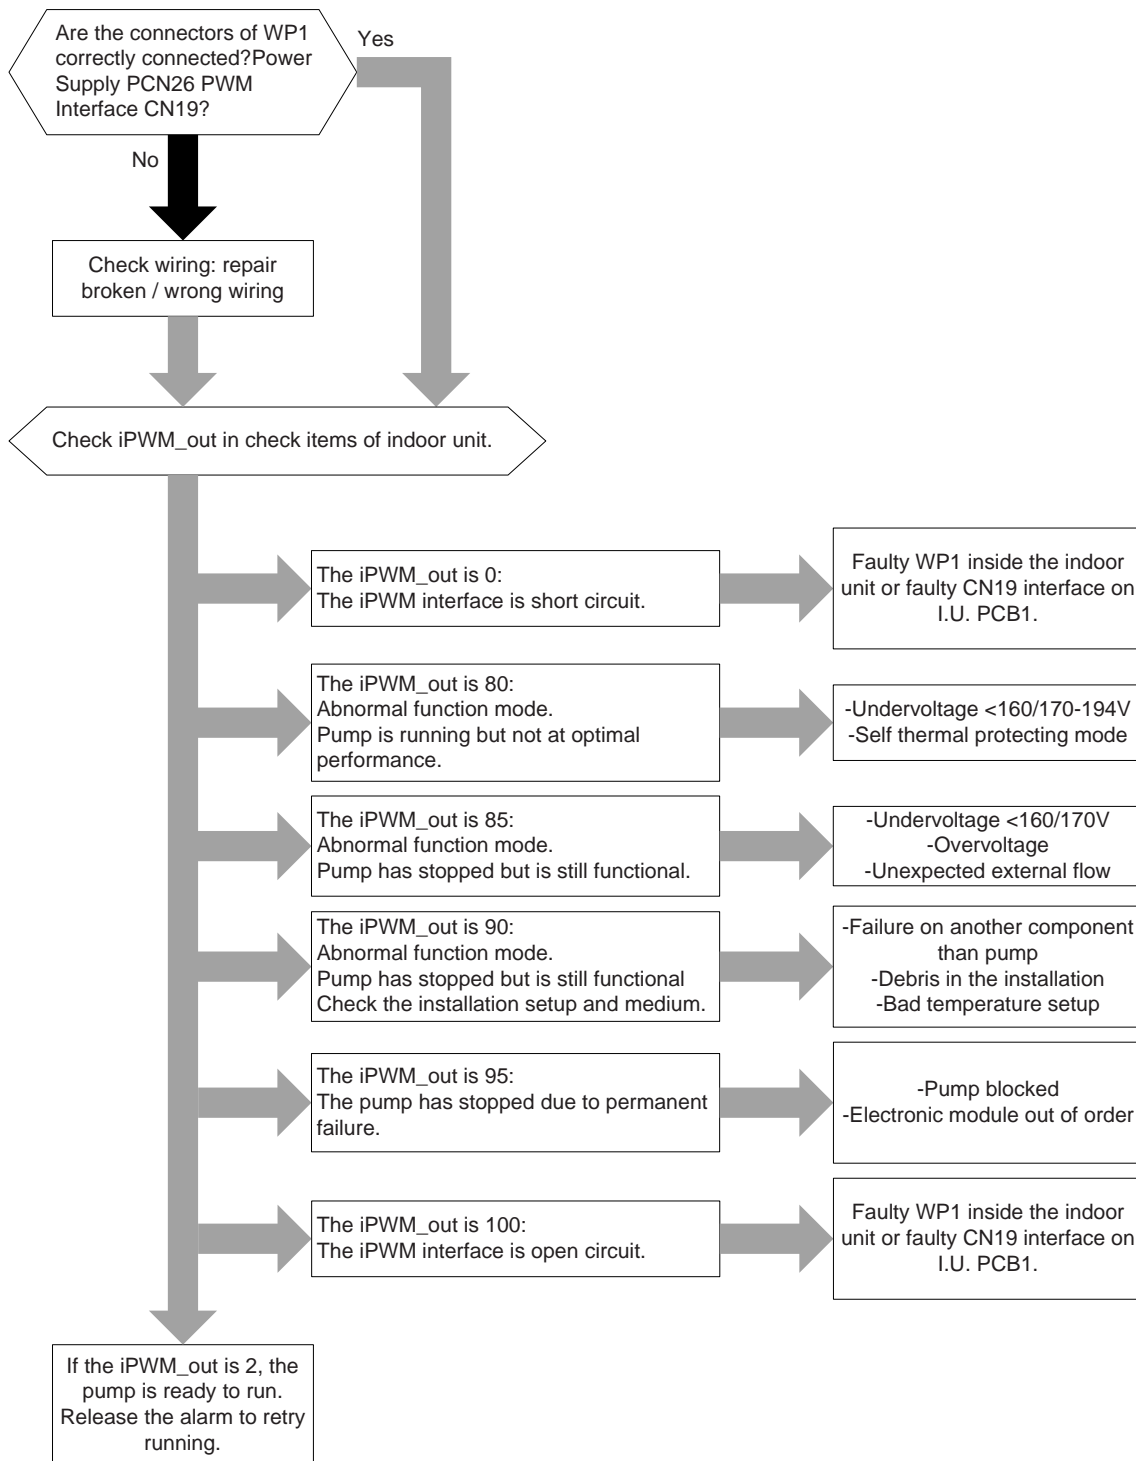 Are the connectors of WP1
correctly connected?Power
Supply PCN26 PWM
Interface CN19?
Yes
No
Check wiring: repair
broken / wrong wiring
Check iPWM_out in check items of indoor unit.
The iPWM_out is 0:
The iPWM interface is short circuit.
Faulty WP1 inside the indoor
unit or faulty CN19 interface on
I.U. PCB1.
The iPWM_out is 80:
Abnormal function mode.
Pump is running but not at optimal
performance.
-Undervoltage <160/170-194V
-Self thermal protecting mode
The iPWM_out is 85:
Abnormal function mode.
Pump has stopped but is still functional.
-Undervoltage <160/170V
-Overvoltage
-Unexpected external flow
The iPWM_out is 90:
Abnormal function mode.
Pump has stopped but is still functional
Check the installation setup and medium.
-Failure on another component
than pump
-Debris in the installation
-Bad temperature setup
The iPWM_out is 95:
The pump has stopped due to permanent
failure.
-Pump blocked
-Electronic module out of order
The iPWM_out is 100:
The iPWM interface is open circuit.
Faulty WP1 inside the indoor
unit or faulty CN19 interface on
I.U. PCB1.
If the iPWM_out is 2, the
pump is ready to run.
Release the alarm to retry
running.